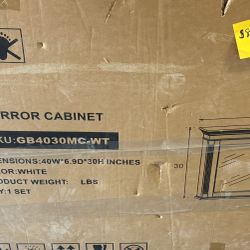 RROR CABINET
KU:GB4030MC-WT
ENSIONS:40W*6.9D*30H INCHES
OR:WHITE
ODUCT WEIGHT: LBS
Y:1 SET
30